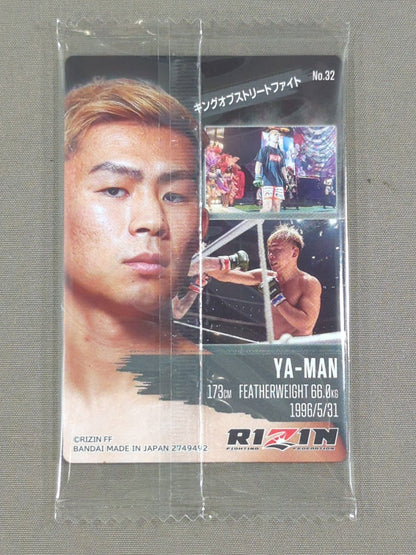 No.32
キングオブストリートファイト
YA-MAN
173CM FEATHERWEIGHT 66.0KG
1996/5/31
RIZIN
FIGHTING FEDERATION
©RIZIN FF
BANDAI MADE IN JAPAN 2749492